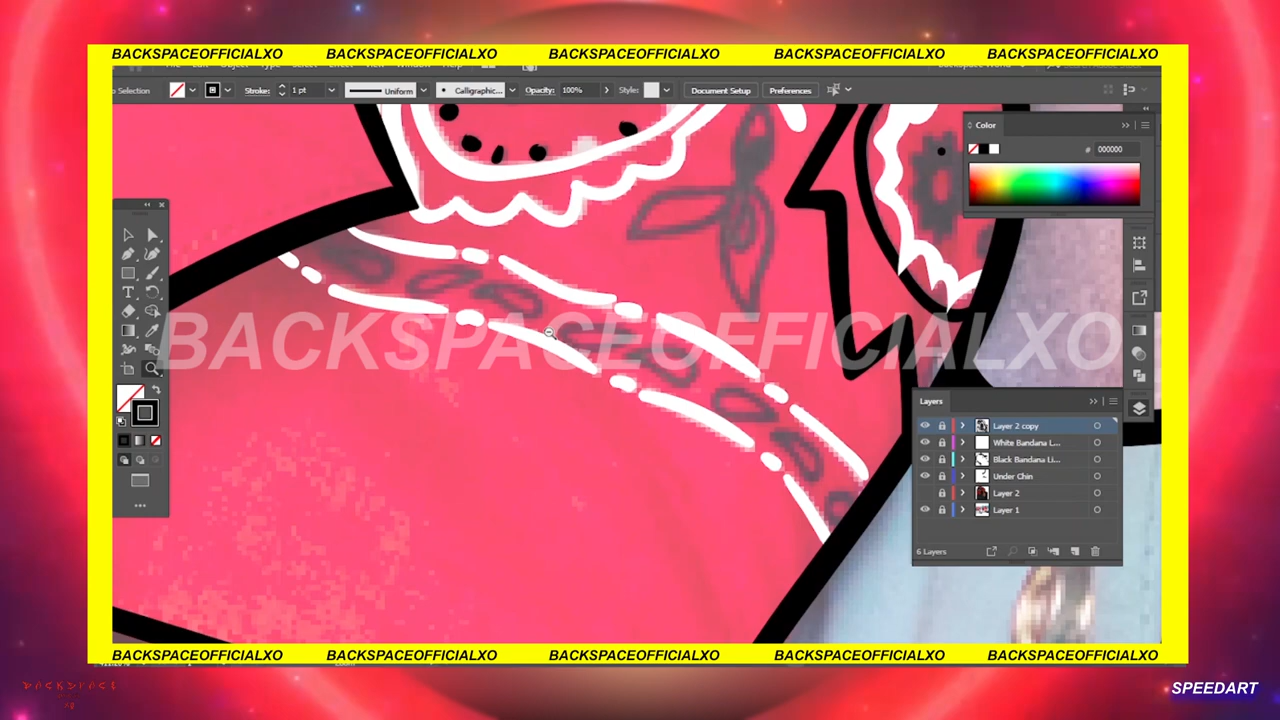 BACKSPACEOFFICIALXO BACKSPACEOFFICIALXO BACKSPACEOFFICIALXO BACKSPACEOFFICIALXO BACKSPACEOFFICIALXO
Selection Stroke: 1 pt Uniform Calligraphic... Opacity: 100% Style: Document Setup Preferences
Color
# 000000
BACKSPACEOFFICIALXO
Layers
Layer 2 copy
White Bandana L...
Black Bandana Li...
Under Chin
Layer 2
Layer 1
6 Layers
BACKSPACEOFFICIALXO BACKSPACEOFFICIALXO BACKSPACEOFFICIALXO BACKSPACEOFFICIALXO BACKSPACEOFFICIALXO
SPEEDART